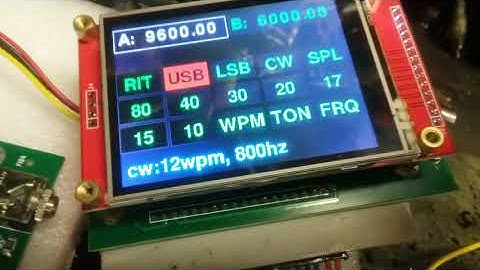 A: 9600.00 B: 6000.00
RIT USB LSB CW SPL
80 40 30 20 17
15 10 WPM TON FRQ
cw:12wpm, 800hz